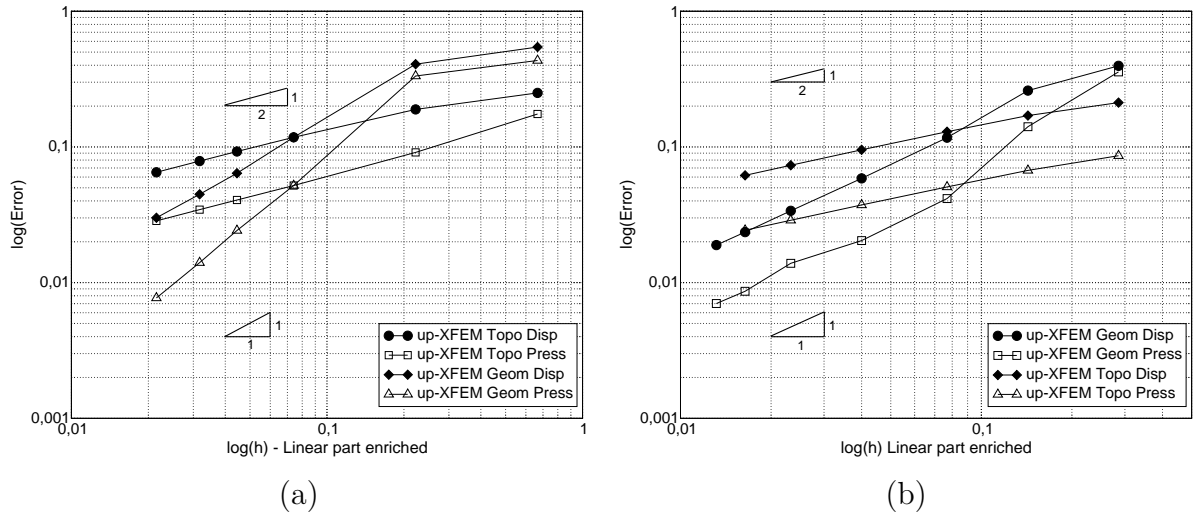 1
0,1
0,01
0,001
log(Error)
1
2
1
1
up-XFEM Topo Disp
up-XFEM Topo Press
up-XFEM Geom Disp
up-XFEM Geom Press
0,01
0,1
1
log(h) - Linear part enriched
(a)
1
0,1
0,01
0,001
log(Error)
1
2
1
1
up-XFEM Geom Disp
up-XFEM Geom Press
up-XFEM Topo Disp
up-XFEM Topo Press
0,01
0,1
log(h) Linear part enriched
(b)